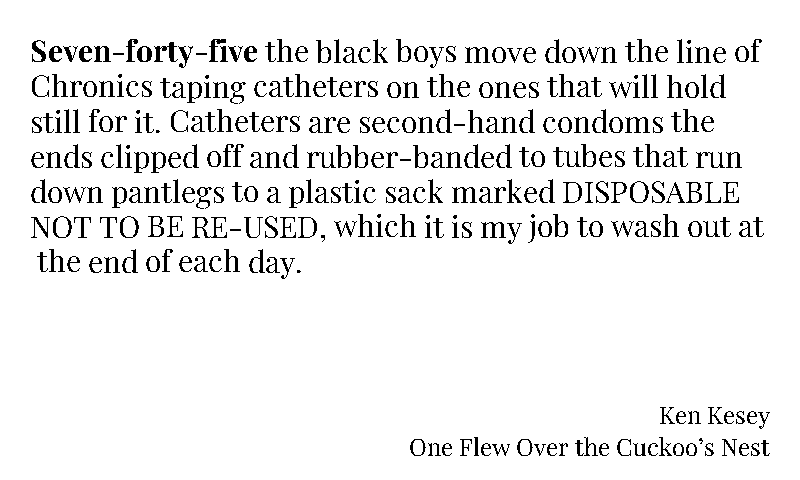 Seven-forty-five the black boys move down the line of
Chronics taping catheters on the ones that will hold
still for it. Catheters are second-hand condoms the
ends clipped off and rubber-banded to tubes that run
down pantlegs to a plastic sack marked DISPOSABLE
NOT TO BE RE-USED, which it is my job to wash out at
the end of each day.
Ken Kesey
One Flew Over the Cuckoo’s Nest